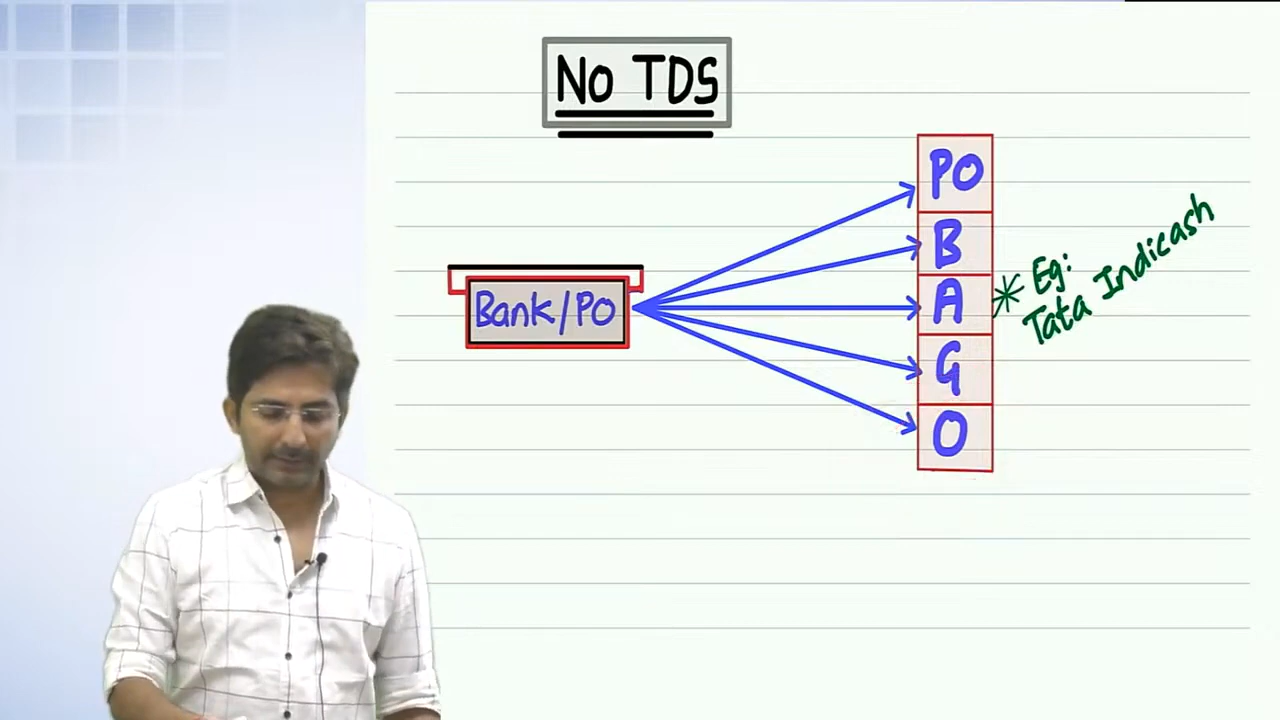 No TDS
PO
B
Bank/PO
A
Eg:
Tata Indicash
G
O